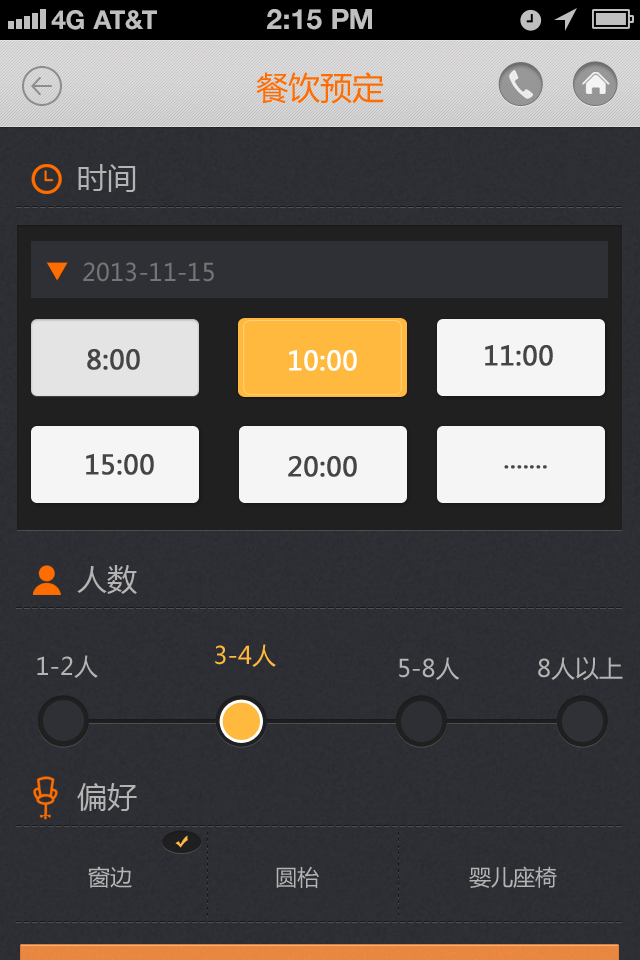 4G AT&T 2:15 PM
餐饮预定
时间
2013-11-15
8:00 10:00 11:00
15:00 20:00 ·······
人数
1-2人 3-4人 5-8人 8人以上
偏好
窗边 圆枱 婴儿座椅